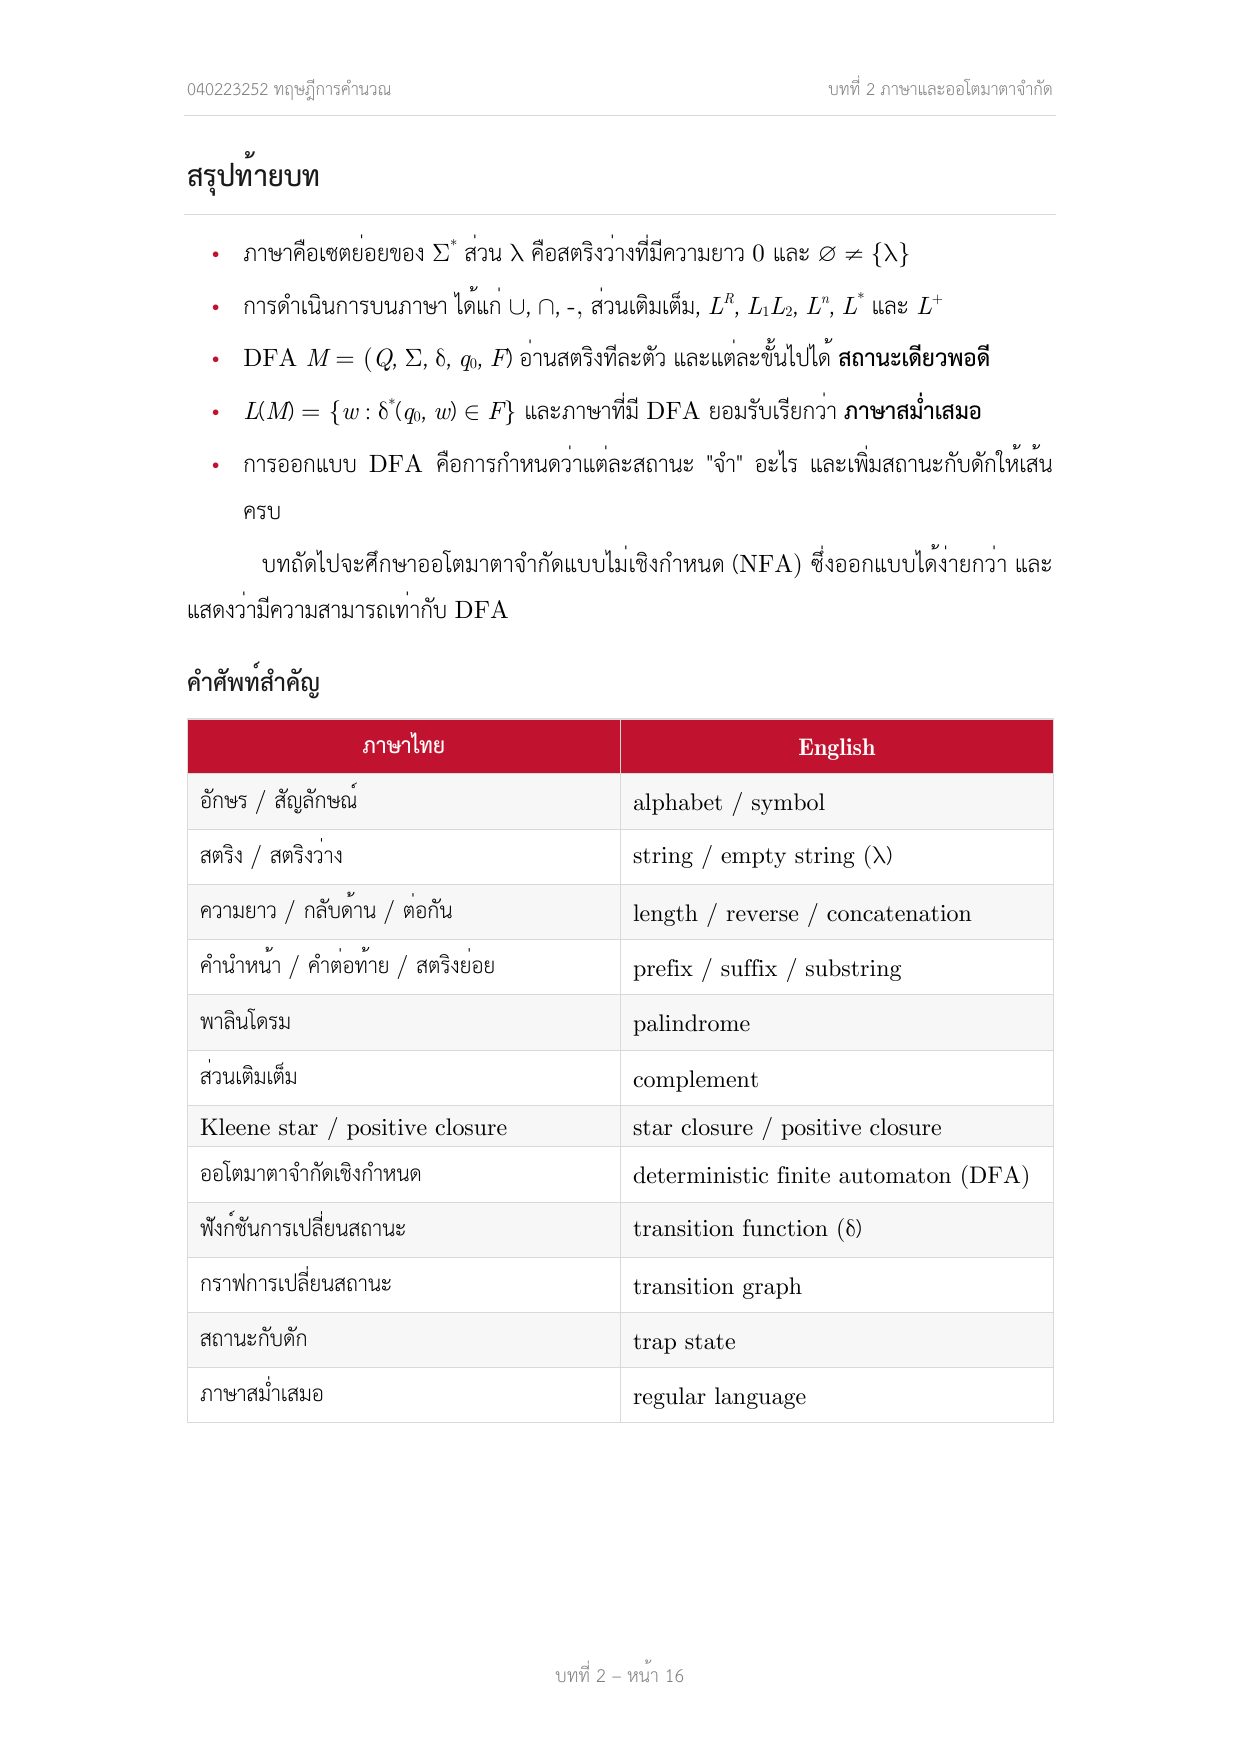 040223252 ทฤษฎีการคำนวณ บทที่ 2 ภาษาและออโตมาตาจำกัด
สรุปท้ายบท
• ภาษาคือเซตย่อยของ Σ* ส่วน λ คือสตริงว่างที่มีความยาว 0 และ ∅ ≠ {λ}
• การดำเนินการบนภาษา ได้แก่ ∪, ∩, -, ส่วนเติมเต็ม, Lᴿ, L₁L₂, Lⁿ, L* และ L⁺
• DFA M = (Q, Σ, δ, q₀, F) อ่านสตริงทีละตัว และแต่ละขั้นไปได้ สถานะเดียวพอดี
• L(M) = {w : δ*(q₀, w) ∈ F} และภาษาที่มี DFA ยอมรับเรียกว่า ภาษาสม่ำเสมอ
• การออกแบบ DFA คือการกำหนดว่าแต่ละสถานะ "จำ" อะไร และเพิ่มสถานะกับดักให้เส้น
ครบ
บทถัดไปจะศึกษาออโตมาตาจำกัดแบบไม่เชิงกำหนด (NFA) ซึ่งออกแบบได้ง่ายกว่า และ
แสดงว่ามีความสามารถเท่ากับ DFA
คำศัพท์สำคัญ
ภาษาไทย English
อักษร / สัญลักษณ์ alphabet / symbol
สตริง / สตริงว่าง string / empty string (λ)
ความยาว / กลับด้าน / ต่อกัน length / reverse / concatenation
คำนำหน้า / คำต่อท้าย / สตริงย่อย prefix / suffix / substring
พาลินโดรม palindrome
ส่วนเติมเต็ม complement
Kleene star / positive closure star closure / positive closure
ออโตมาตาจำกัดเชิงกำหนด deterministic finite automaton (DFA)
ฟังก์ชันการเปลี่ยนสถานะ transition function (δ)
กราฟการเปลี่ยนสถานะ transition graph
สถานะกับดัก trap state
ภาษาสม่ำเสมอ regular language
บทที่ 2 – หน้า 16